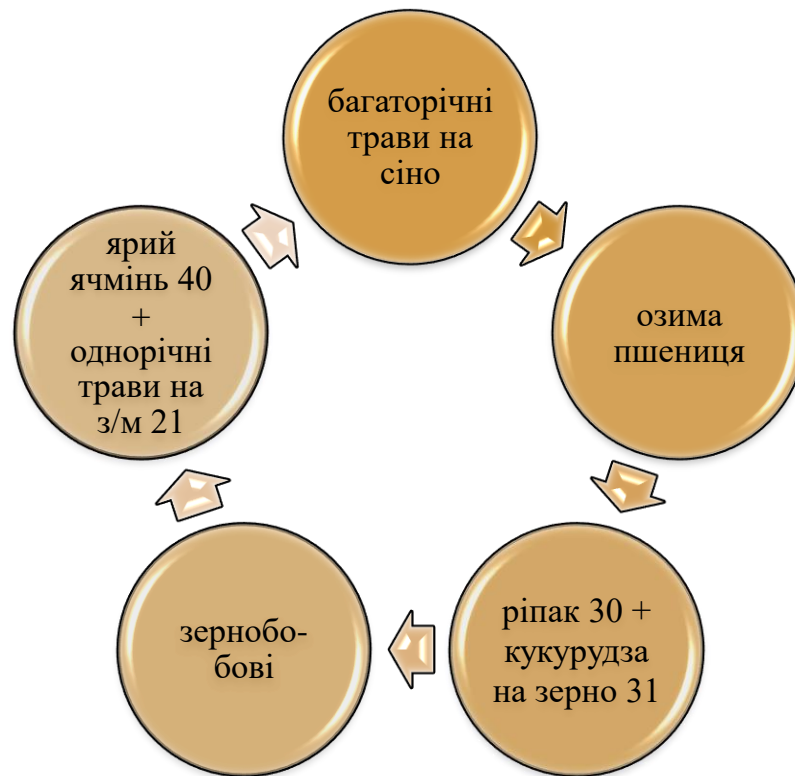 багаторічні
трави на
сіно
озима
пшениця
ріпак 30 +
кукурудза
на зерно 31
зернобо-
бові
ярий
ячмінь 40
+
однорічні
трави на
з/м 21